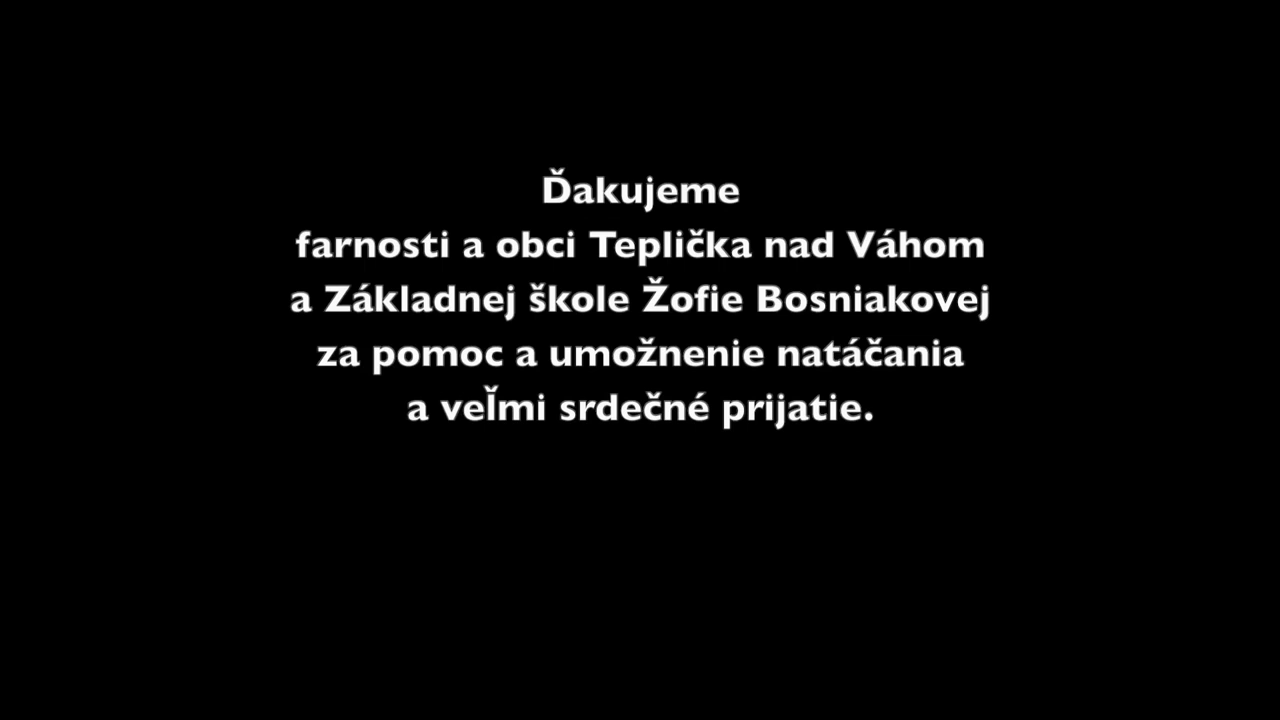 Ďakujeme
farnosti a obci Teplička nad Váhom
a Základnej škole Žofie Bosniakovej
za pomoc a umožnenie natáčania
a veľmi srdečné prijatie.